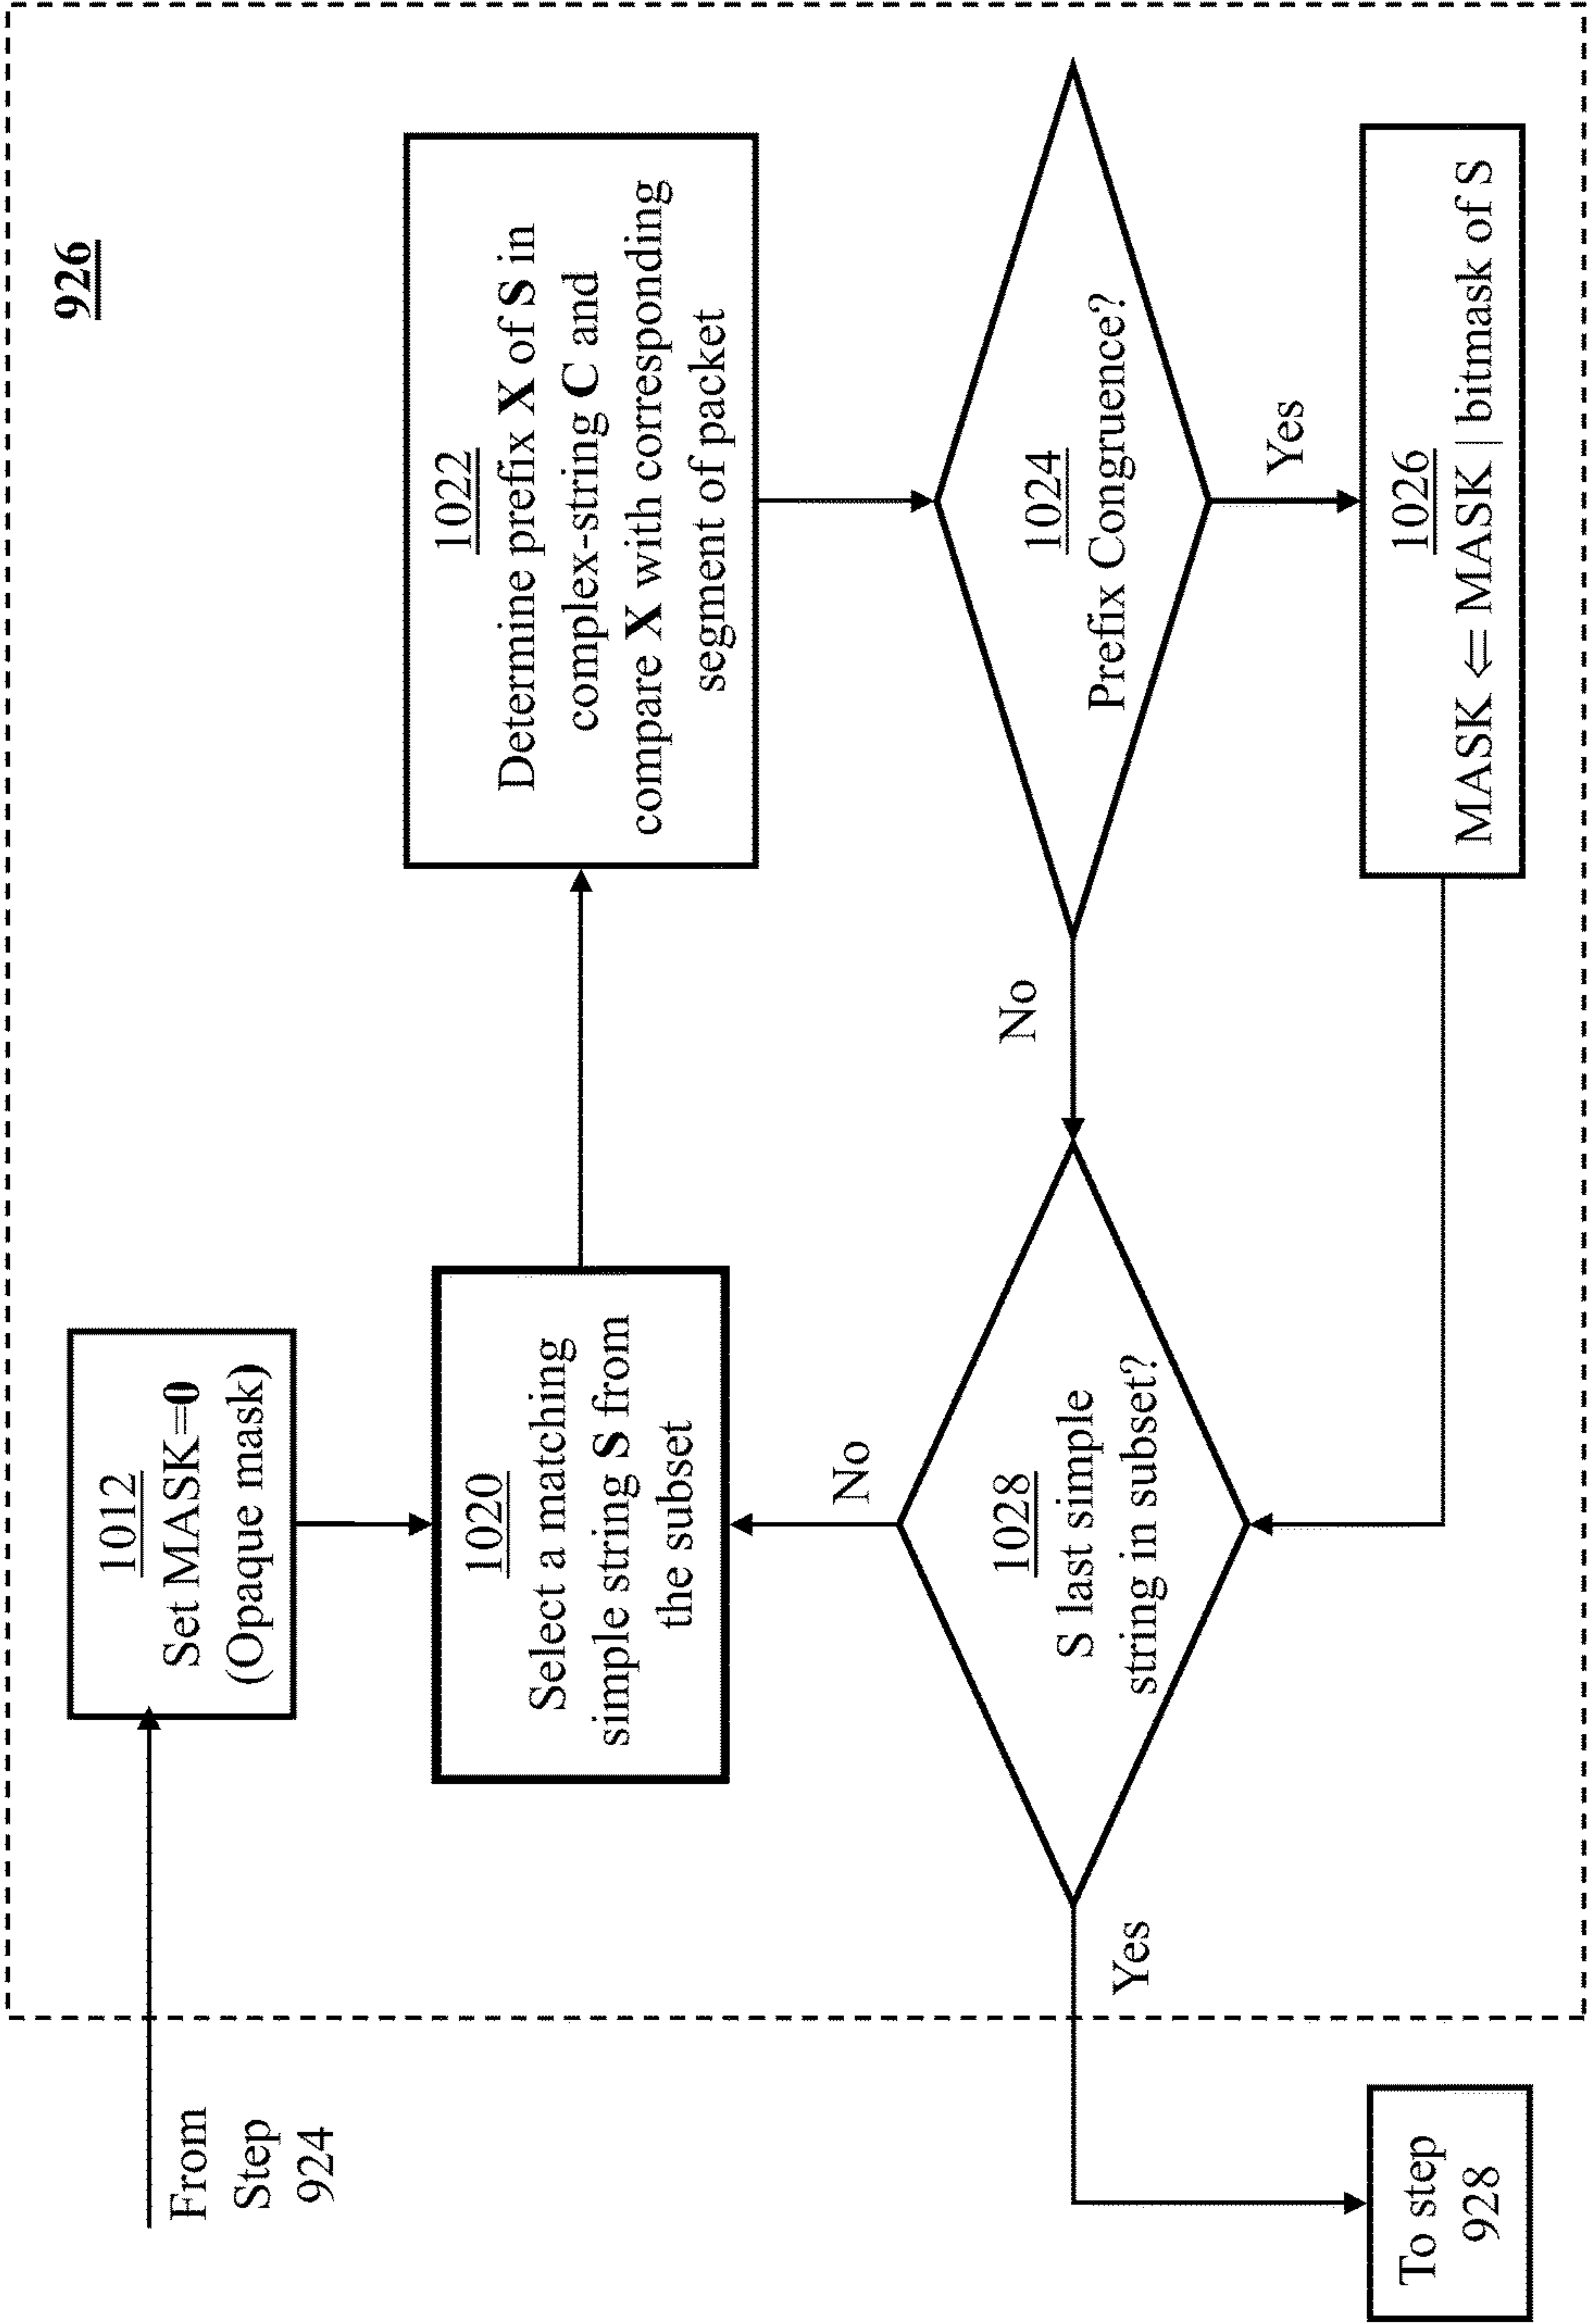 926
From
Step
924
1012
Set MASK=0
(Opaque mask)
1020
Select a matching
simple string S from
the subset
1022
Determine prefix X of S in
complex-string C and
compare X with corresponding
segment of packet
1024
Prefix Congruence?
No
Yes
1026
MASK ⇐ MASK | bitmask of S
1028
S last simple
string in subset?
No
Yes
To step
928